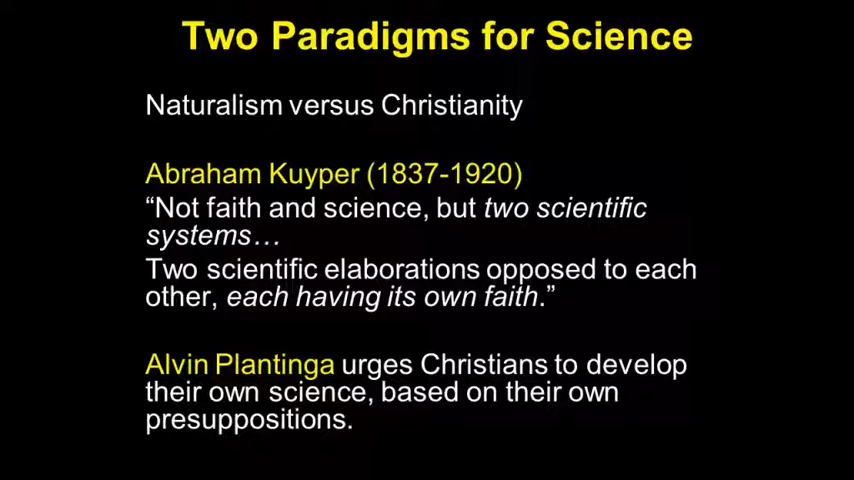 Two Paradigms for Science
Naturalism versus Christianity
Abraham Kuyper (1837-1920)
“Not faith and science, but two scientific
systems…
Two scientific elaborations opposed to each
other, each having its own faith.”
Alvin Plantinga urges Christians to develop
their own science, based on their own
presuppositions.